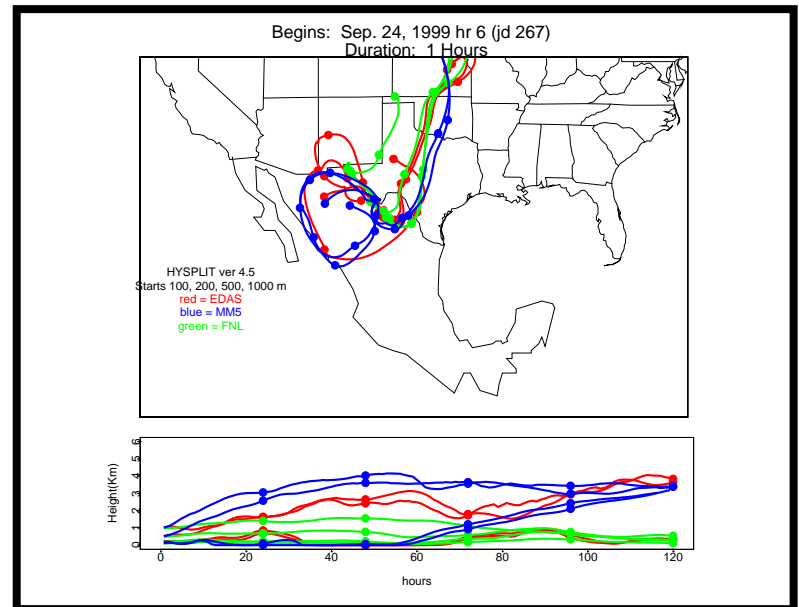 Begins: Sep. 24, 1999 hr 6 (jd 267)
Duration: 1 Hours
HYSPLIT ver 4.5
Starts 100, 200, 500, 1000 m
red = EDAS
blue = MM5
green = FNL
Height(Km)
6
5
4
3
2
1
0
0 20 40 60 80 100 120
hours